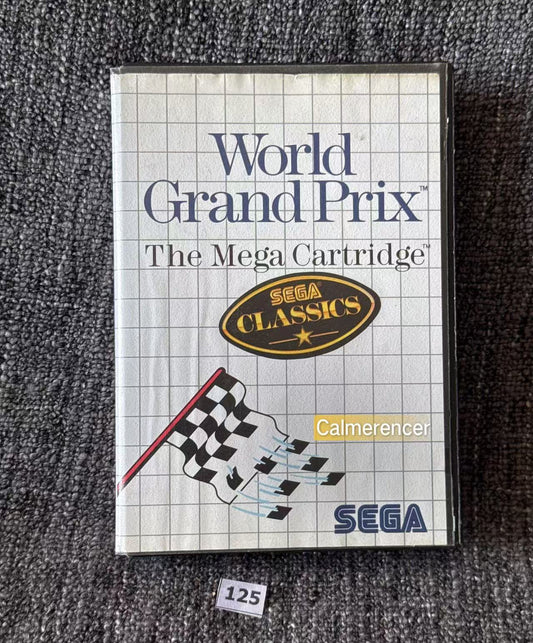 World
Grand Prix™
The Mega Cartridge™
SEGA®
CLASSICS
Calmerencer
SEGA
125